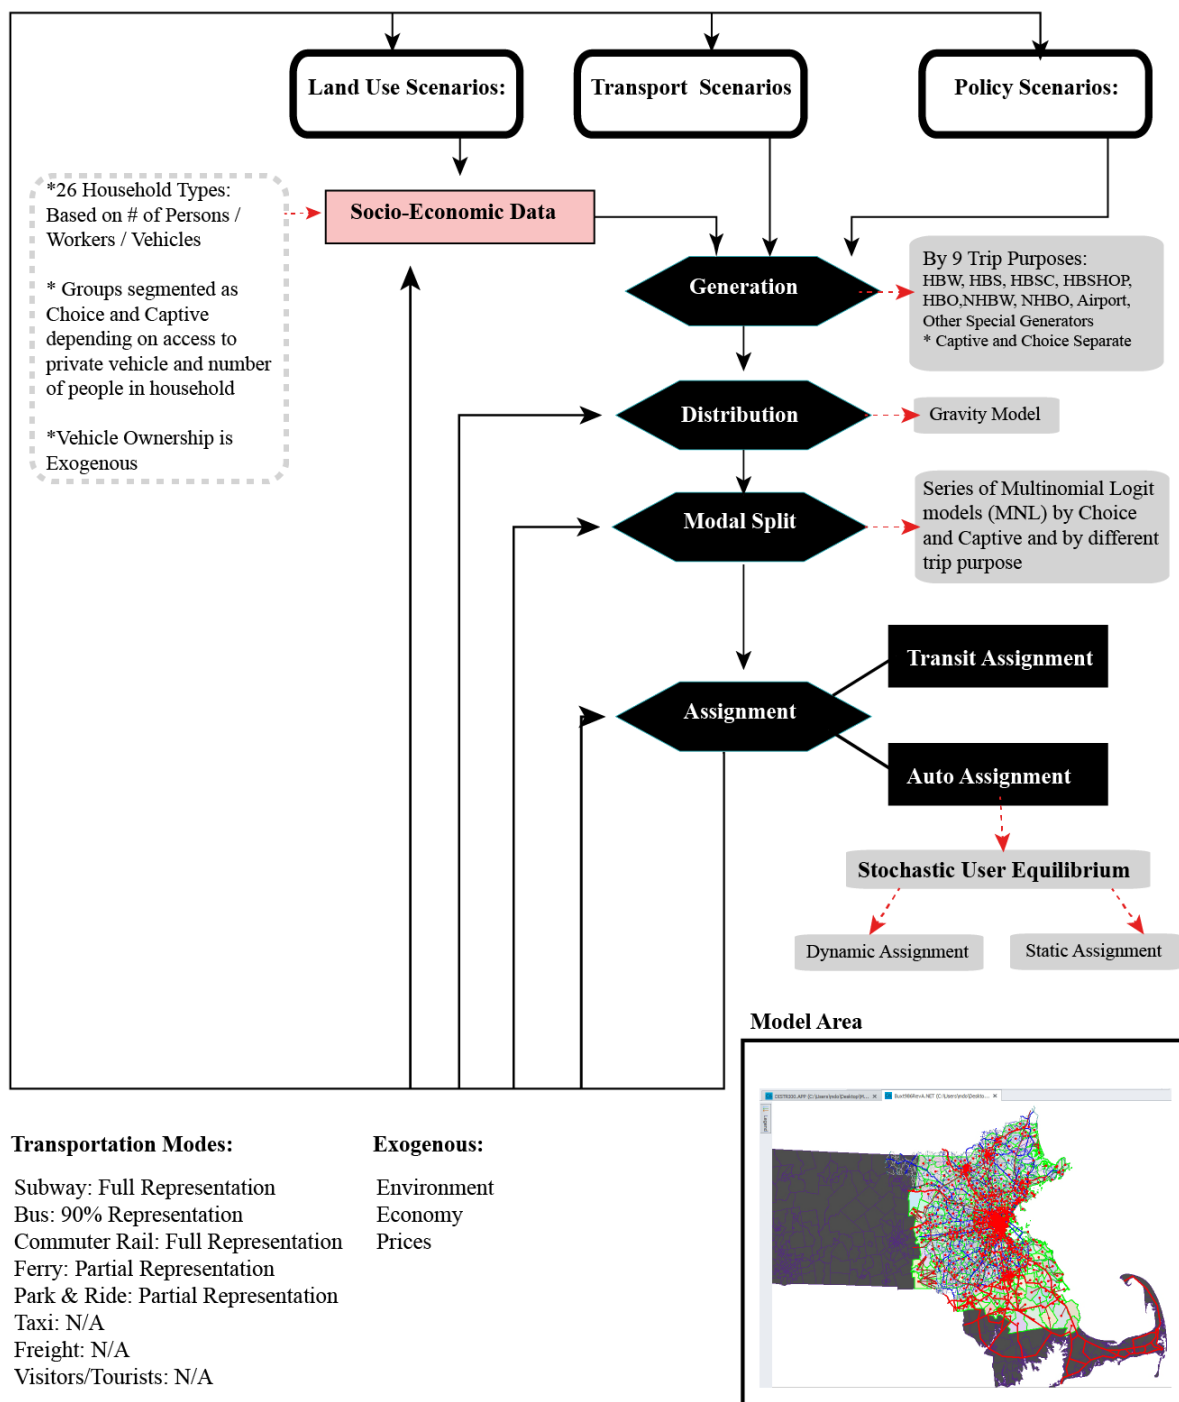 Land Use Scenarios:
Transport Scenarios
Policy Scenarios:
*26 Household Types:
Based on # of Persons /
Workers / Vehicles
* Groups segmented as
Choice and Captive
depending on access to
private vehicle and number
of people in household
*Vehicle Ownership is
Exogenous
Socio-Economic Data
Generation
By 9 Trip Purposes:
HBW, HBS, HBSC, HBSHOP,
HBO,NHBW, NHBO, Airport,
Other Special Generators
* Captive and Choice Separate
Distribution
Gravity Model
Modal Split
Series of Multinomial Logit
models (MNL) by Choice
and Captive and by different
trip purpose
Transit Assignment
Assignment
Auto Assignment
Stochastic User Equilibrium
Dynamic Assignment
Static Assignment
Model Area
Legend
Transportation Modes:
Subway: Full Representation
Bus: 90% Representation
Commuter Rail: Full Representation
Ferry: Partial Representation
Park & Ride: Partial Representation
Taxi: N/A
Freight: N/A
Visitors/Tourists: N/A
Exogenous:
Environment
Economy
Prices